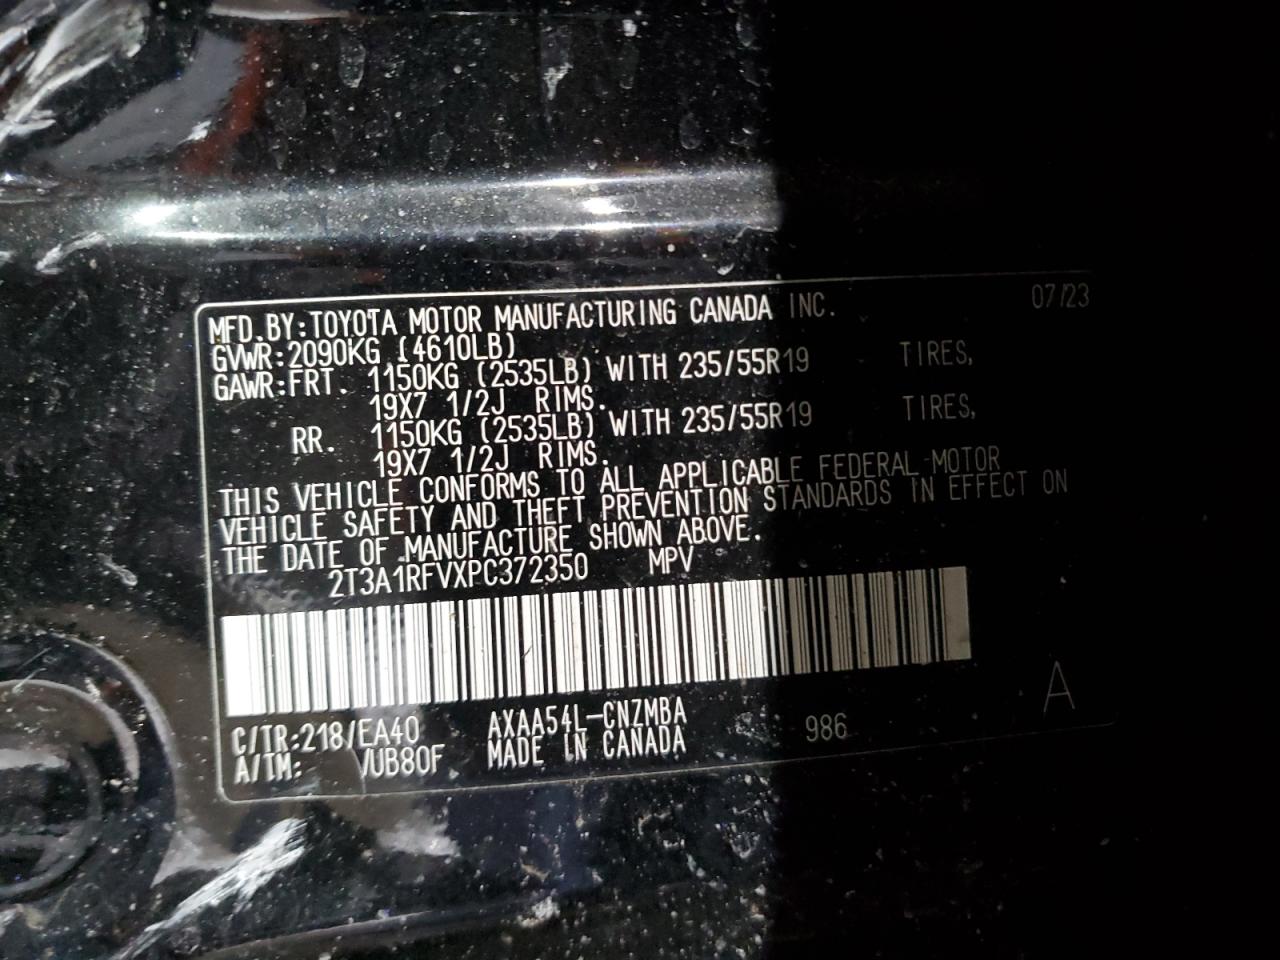 MFD.BY:TOYOTA MOTOR MANUFACTURING CANADA INC. 07/23
GVWR:2090KG (4610LB)
GAWR:FRT. 1150KG (2535LB) WITH 235/55R19 TIRES,
19X7 1/2J RIMS.
RR. 1150KG (2535LB) WITH 235/55R19 TIRES,
19X7 1/2J RIMS.
THIS VEHICLE CONFORMS TO ALL APPLICABLE FEDERAL MOTOR
VEHICLE SAFETY AND THEFT PREVENTION STANDARDS IN EFFECT ON
THE DATE OF MANUFACTURE SHOWN ABOVE.
2T3A1RFVXPC372350 MPV
C/TR:218/EA40 AXAA54L-CNZMBA 986 A
A/TM: /UB80F MADE IN CANADA